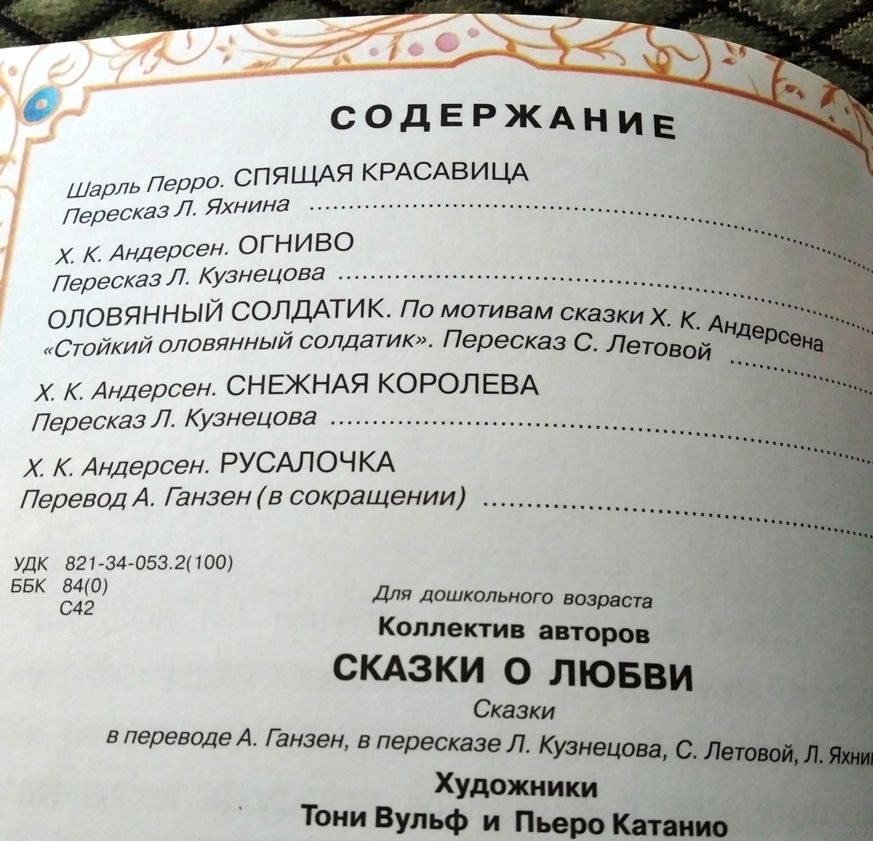 СОДЕРЖАНИЕ
Шарль Перро. СПЯЩАЯ КРАСАВИЦА
Пересказ Л. Яхнина
Х. К. Андерсен. ОГНИВО
Пересказ Л. Кузнецова
ОЛОВЯННЫЙ СОЛДАТИК. По мотивам сказки Х. К. Андерсена
«Стойкий оловянный солдатик». Пересказ С. Летовой
Х. К. Андерсен. СНЕЖНАЯ КОРОЛЕВА
Пересказ Л. Кузнецова
Х. К. Андерсен. РУСАЛОЧКА
Перевод А. Ганзен (в сокращении)
УДК 821-34-053.2(100)
ББК 84(0)
С42
Для дошкольного возраста
Коллектив авторов
СКАЗКИ О ЛЮБВИ
Сказки
в переводе А. Ганзен, в пересказе Л. Кузнецова, С. Летовой, Л.
Художники
Тони Вульф и Пьеро Катанио